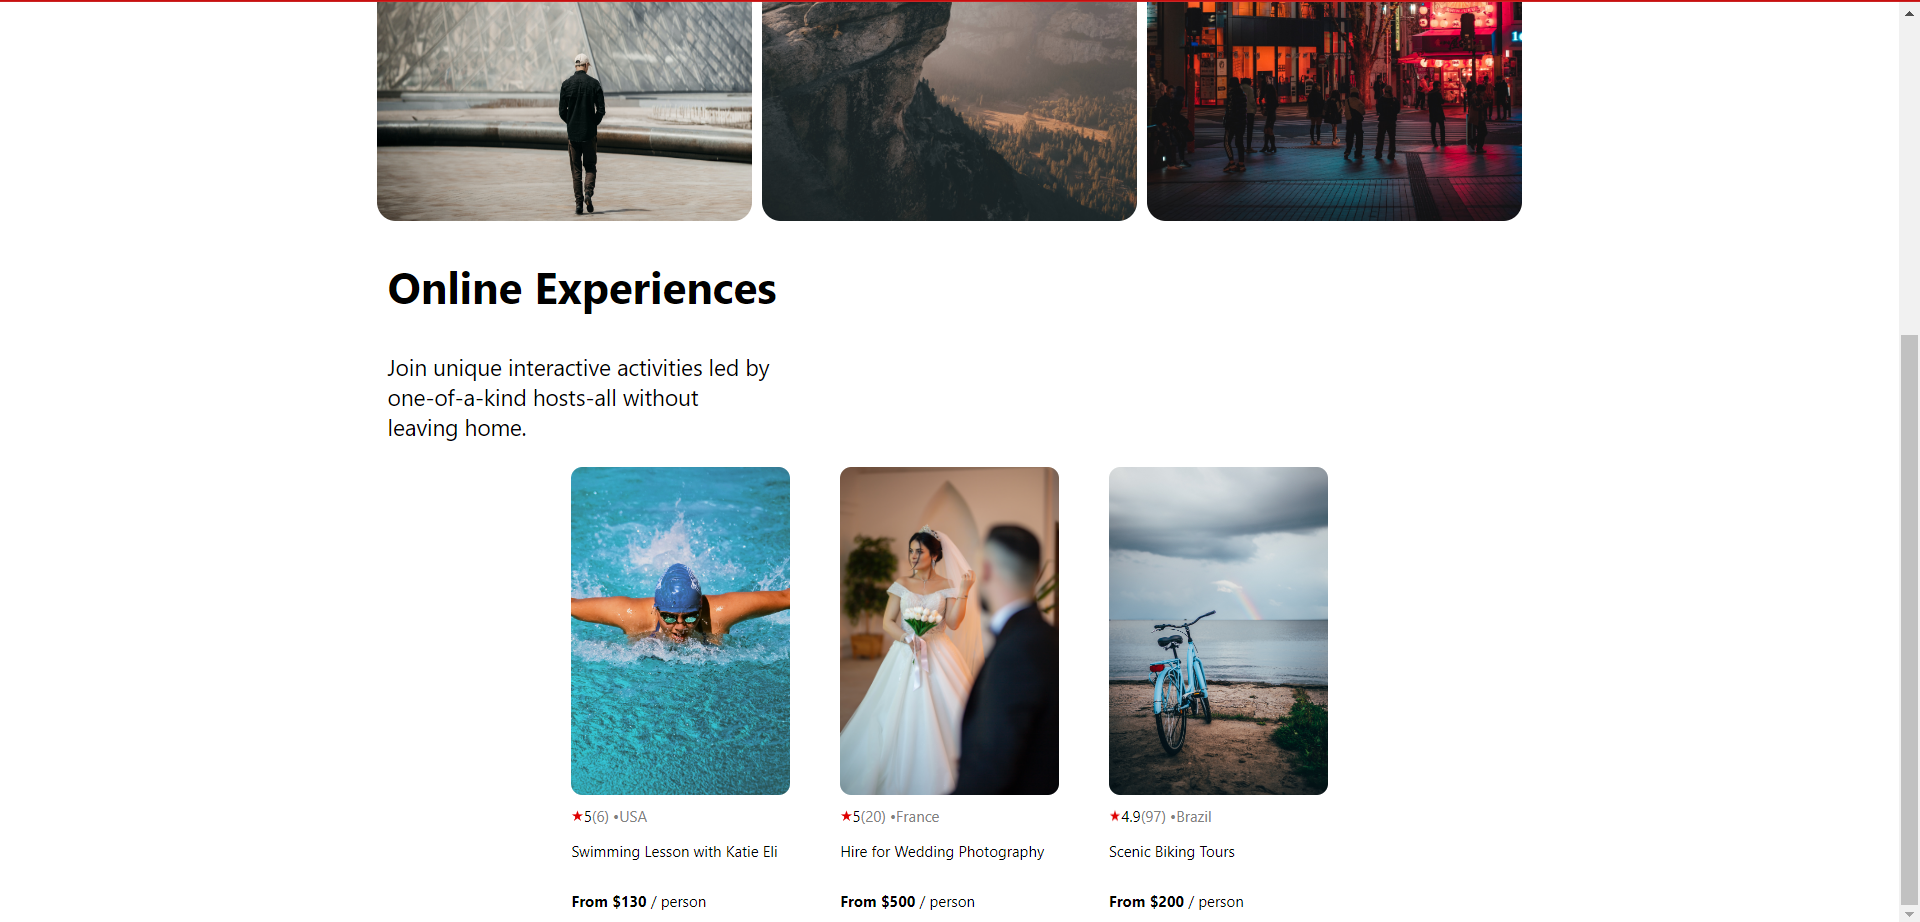 Online Experiences
Join unique interactive activities led by
one-of-a-kind hosts-all without
leaving home.
★5(6) •USA
Swimming Lesson with Katie Eli
From $130 / person
★5(20) •France
Hire for Wedding Photography
From $500 / person
★4.9(97) •Brazil
Scenic Biking Tours
From $200 / person